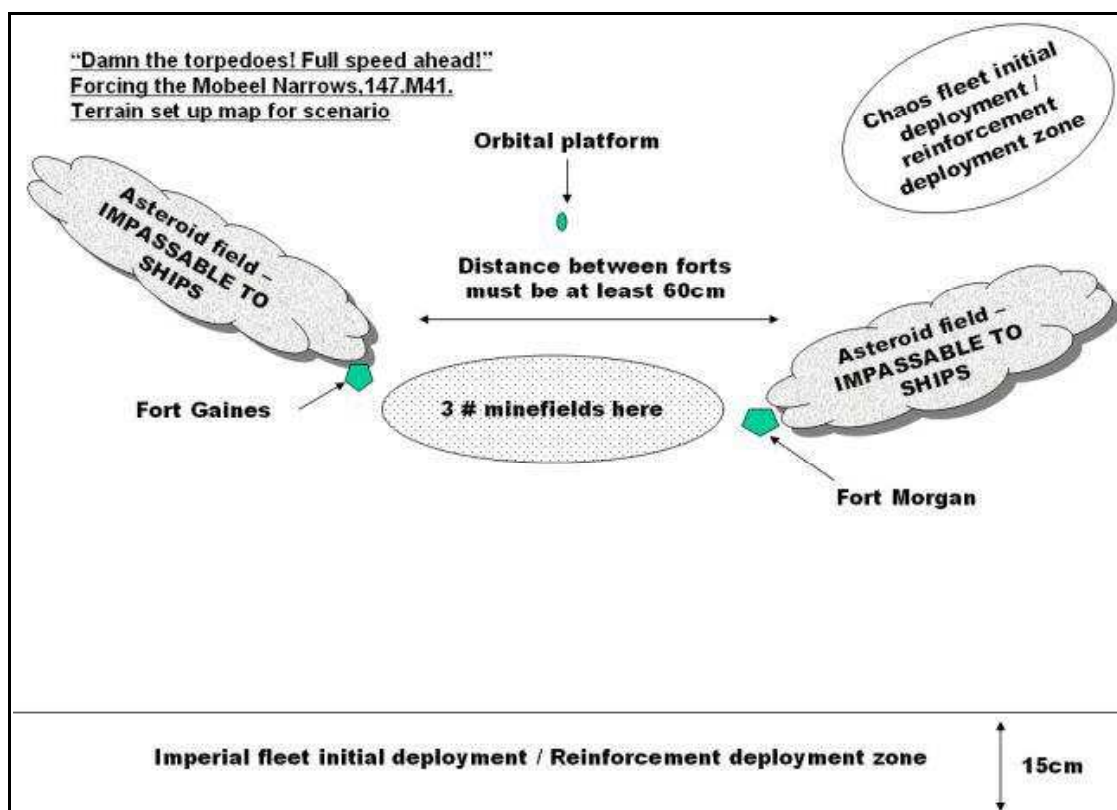 “Damn the torpedoes! Full speed ahead!”
Forcing the Mobeel Narrows,147.M41.
Terrain set up map for scenario
Chaos fleet initial
deployment /
reinforcement
deployment zone
Orbital platform
Asteroid field –
IMPASSABLE TO
SHIPS
Distance between forts
must be at least 60cm
Asteroid field –
IMPASSABLE TO
SHIPS
Fort Gaines
3 # minefields here
Fort Morgan
Imperial fleet initial deployment / Reinforcement deployment zone
15cm